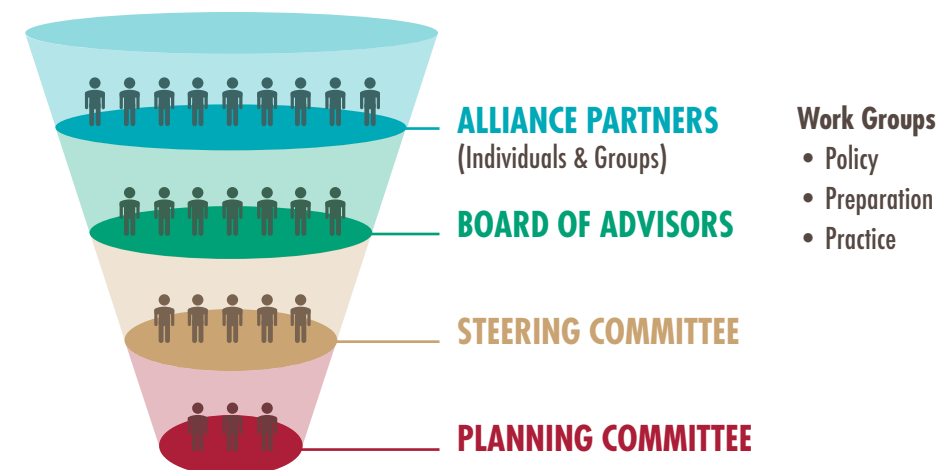 ALLIANCE PARTNERS
(Individuals & Groups)
BOARD OF ADVISORS
STEERING COMMITTEE
PLANNING COMMITTEE
Work Groups
• Policy
• Preparation
• Practice